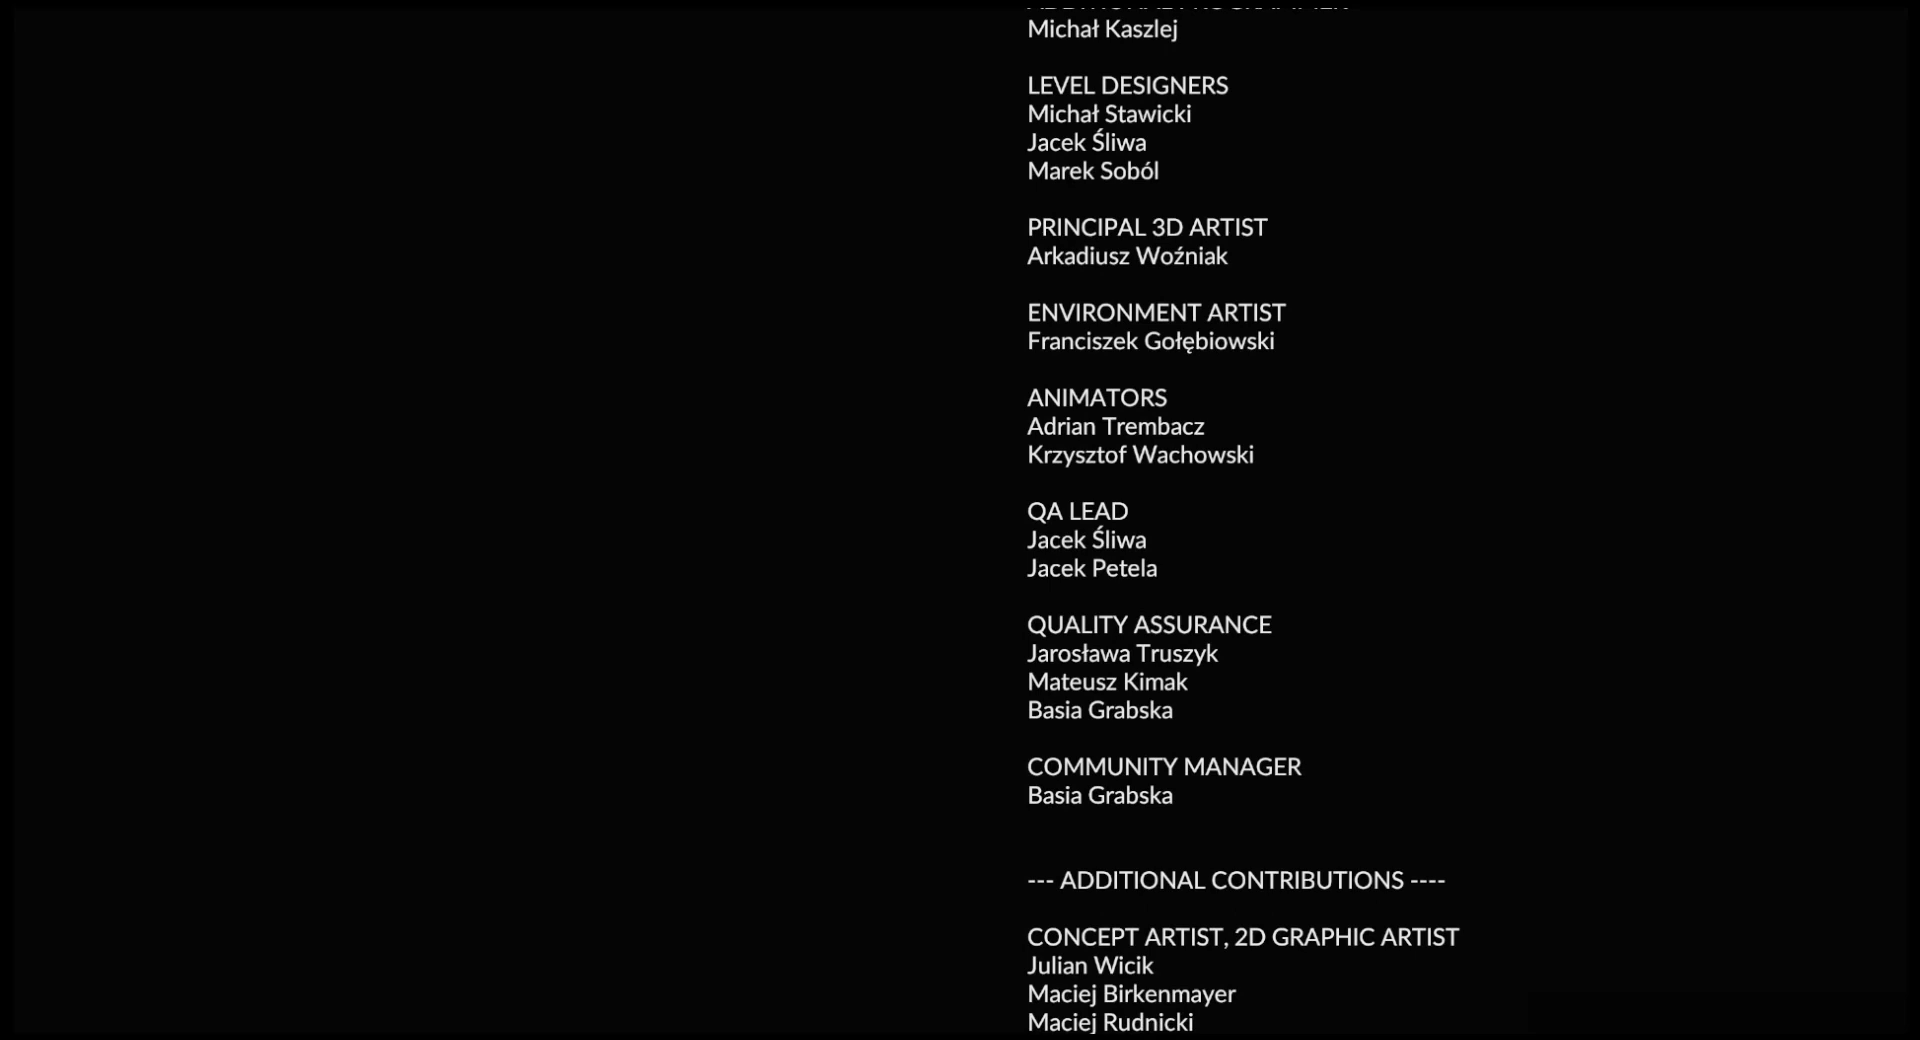 ADDITIONAL PROGRAMMER
Michał Kaszlej
LEVEL DESIGNERS
Michał Stawicki
Jacek Śliwa
Marek Soból
PRINCIPAL 3D ARTIST
Arkadiusz Woźniak
ENVIRONMENT ARTIST
Franciszek Gołębiowski
ANIMATORS
Adrian Trembacz
Krzysztof Wachowski
QA LEAD
Jacek Śliwa
Jacek Petela
QUALITY ASSURANCE
Jarosława Truszyk
Mateusz Kimak
Basia Grabska
COMMUNITY MANAGER
Basia Grabska
--- ADDITIONAL CONTRIBUTIONS ----
CONCEPT ARTIST, 2D GRAPHIC ARTIST
Julian Wicik
Maciej Birkenmayer
Maciej Rudnicki